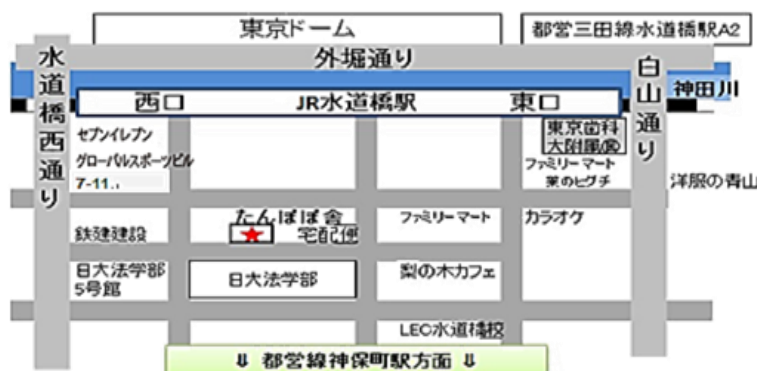 東京ドーム
都営三田線水道橋駅A2
外堀通り
水道橋西通り
白山通り
神田川
西口 JR水道橋駅 東口
セブンイレブン
グローバルスポーツビル
7-11.,
東京歯科
大附属㊩
ファミリーマート
薬のヒグチ
洋服の青山
鉄建建設
たんぽぽ舎
★ 宅配便
ファミリーマート
カラオケ
日大法学部
5号館
日大法学部
梨の木カフェ
LEC水道橋校
⇓ 都営線神保町駅方面 ⇓